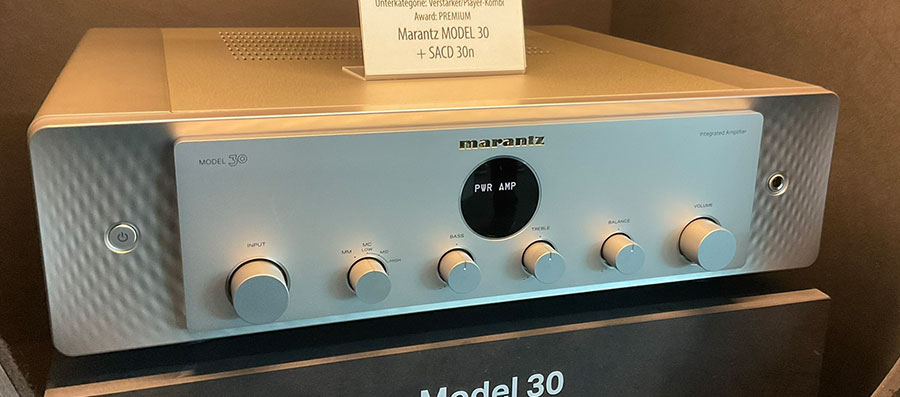 Unterkategorie: Verstärker/Player-Kombi
Award: PREMIUM
Marantz MODEL 30
+ SACD 30n
marantz
Integrated Amplifier
MODEL 30
PWR AMP
INPUT
MM
MC
LOW
MID
HIGH
BASS
TREBLE
BALANCE
VOLUME
Model 30